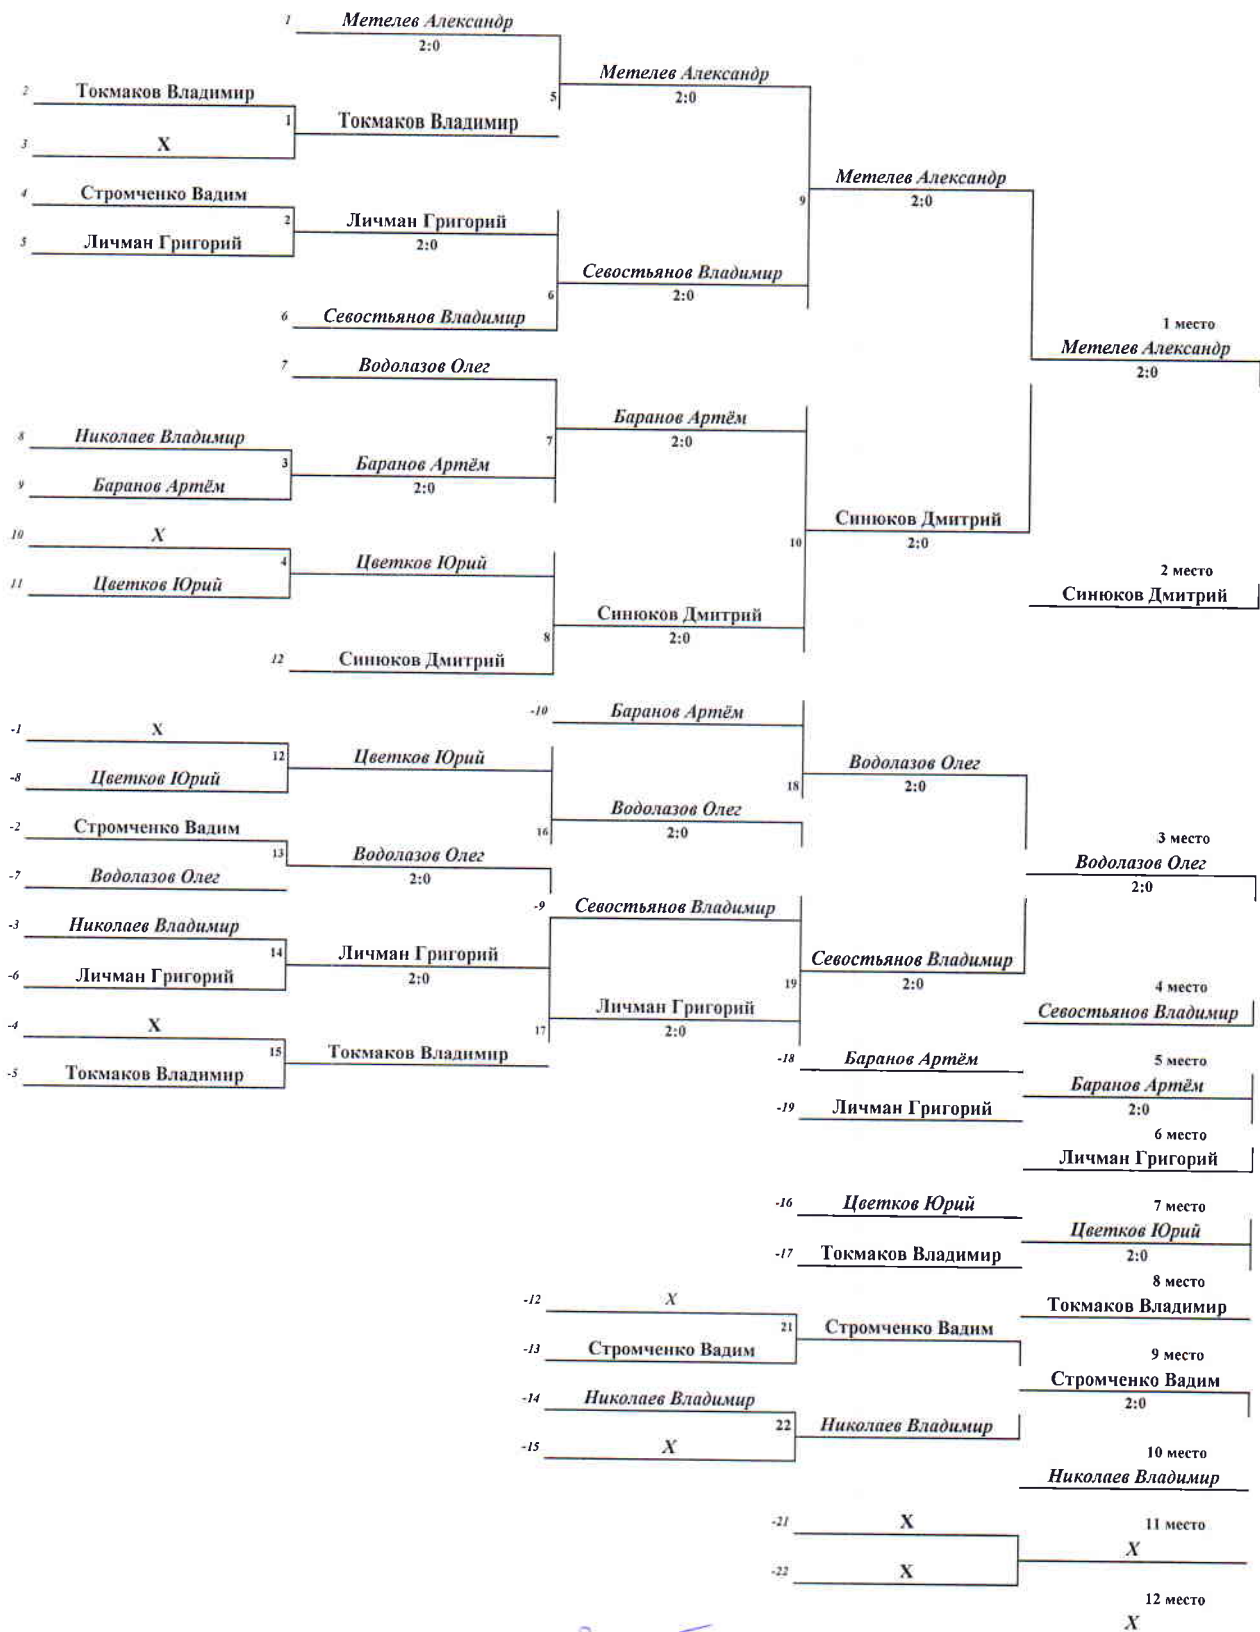 1 Метелев Александр
2:0
Метелев Александр
5 2:0
2 Токмаков Владимир
1 Токмаков Владимир
3 X
Метелев Александр
9 2:0
4 Стромченко Вадим
2 Личман Григорий
2:0
5 Личман Григорий
Севостьянов Владимир
6 2:0
6 Севостьянов Владимир
1 место
Метелев Александр
2:0
7 Водолазов Олег
Баранов Артём
7 2:0
8 Николаев Владимир
3 Баранов Артём
2:0
9 Баранов Артём
Синюков Дмитрий
10 2:0
10 X
4 Цветков Юрий
11 Цветков Юрий
2 место
Синюков Дмитрий
Синюков Дмитрий
8 2:0
12 Синюков Дмитрий
-10 Баранов Артём
-1 X
12 Цветков Юрий
-8 Цветков Юрий
Водолазов Олег
18 2:0
Водолазов Олег
16 2:0
-2 Стромченко Вадим
13 Водолазов Олег
2:0
-7 Водолазов Олег
3 место
Водолазов Олег
2:0
-9 Севостьянов Владимир
-3 Николаев Владимир
14 Личман Григорий
2:0
-6 Личман Григорий
Севостьянов Владимир
19 2:0
Личман Григорий
17 2:0
4 место
Севостьянов Владимир
-4 X
15 Токмаков Владимир
-5 Токмаков Владимир
-18 Баранов Артём
5 место
Баранов Артём
2:0
-19 Личман Григорий
6 место
Личман Григорий
-16 Цветков Юрий
7 место
Цветков Юрий
2:0
-17 Токмаков Владимир
8 место
Токмаков Владимир
-12 X
21 Стромченко Вадим
-13 Стромченко Вадим
9 место
Стромченко Вадим
2:0
-14 Николаев Владимир
22 Николаев Владимир
-15 X
10 место
Николаев Владимир
-21 X
11 место
X
-22 X
12 место
X